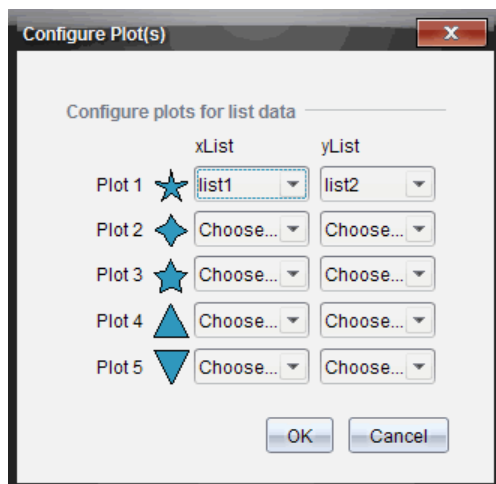 Configure Plot(s)
Configure plots for list data
xList yList
Plot 1 list1 list2
Plot 2 Choose... Choose...
Plot 3 Choose... Choose...
Plot 4 Choose... Choose...
Plot 5 Choose... Choose...
OK Cancel